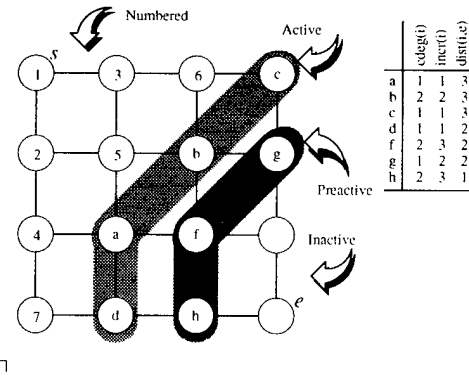 Numbered
Active
s
1 3 6 c
2 5 b g
Preactive
4 a f
Inactive
7 d h e
cdeg(i) incr(i) dist(i,e)
a 1 1 3
b 2 2 3
c 1 1 3
d 1 1 2
f 2 3 2
g 1 2 2
h 2 3 1